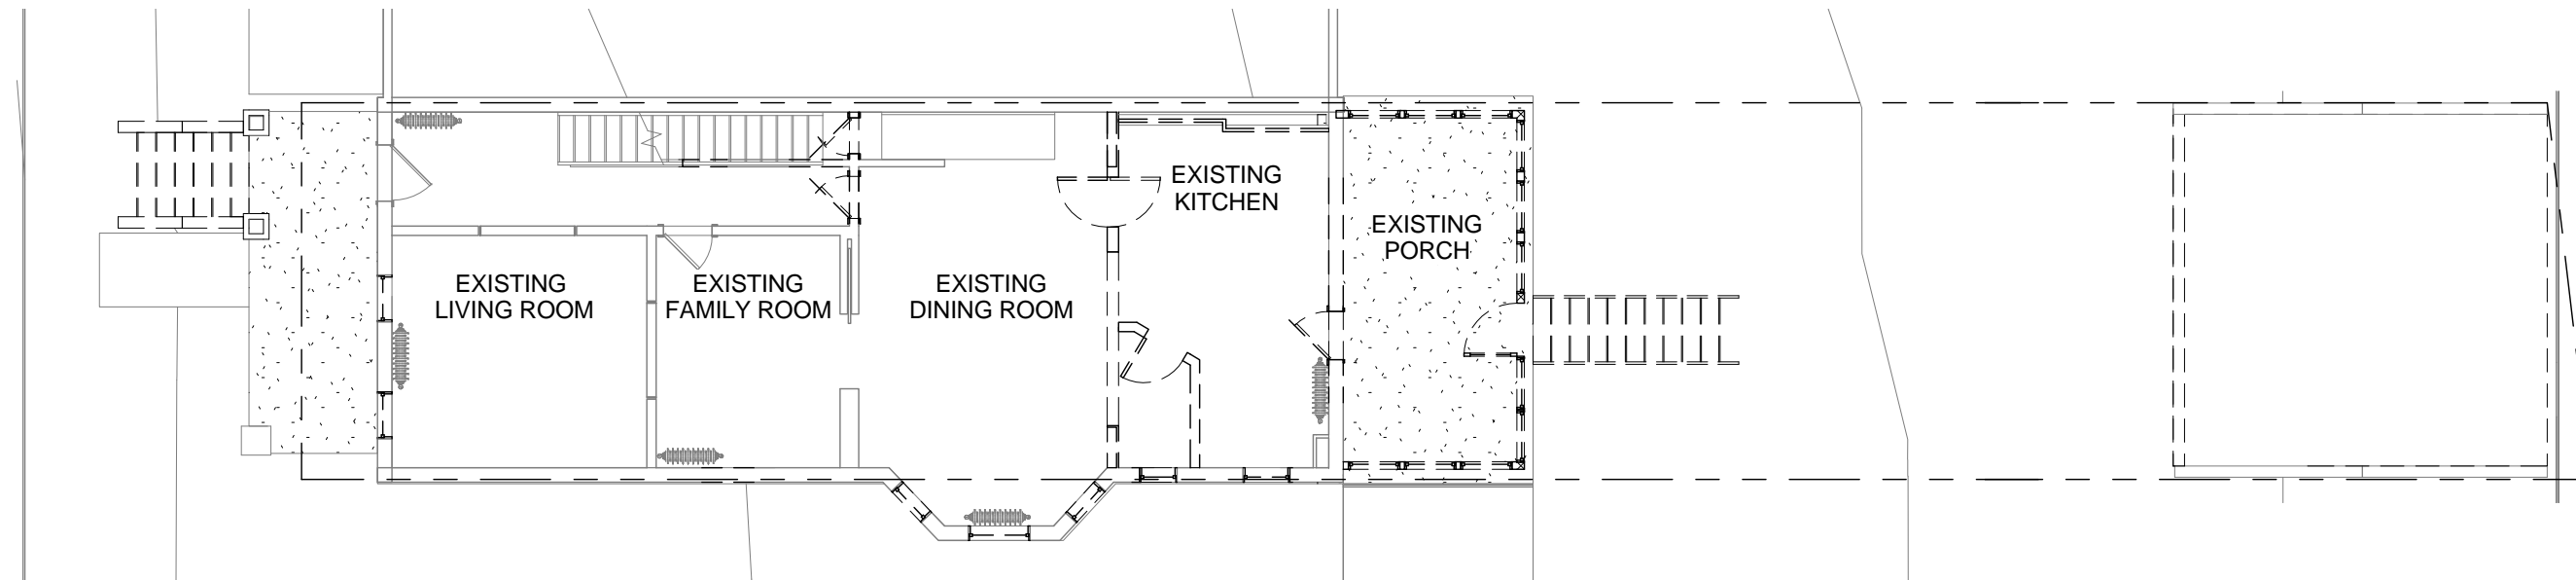 EXISTING
LIVING ROOM
EXISTING
FAMILY ROOM
EXISTING
DINING ROOM
EXISTING
KITCHEN
EXISTING
PORCH